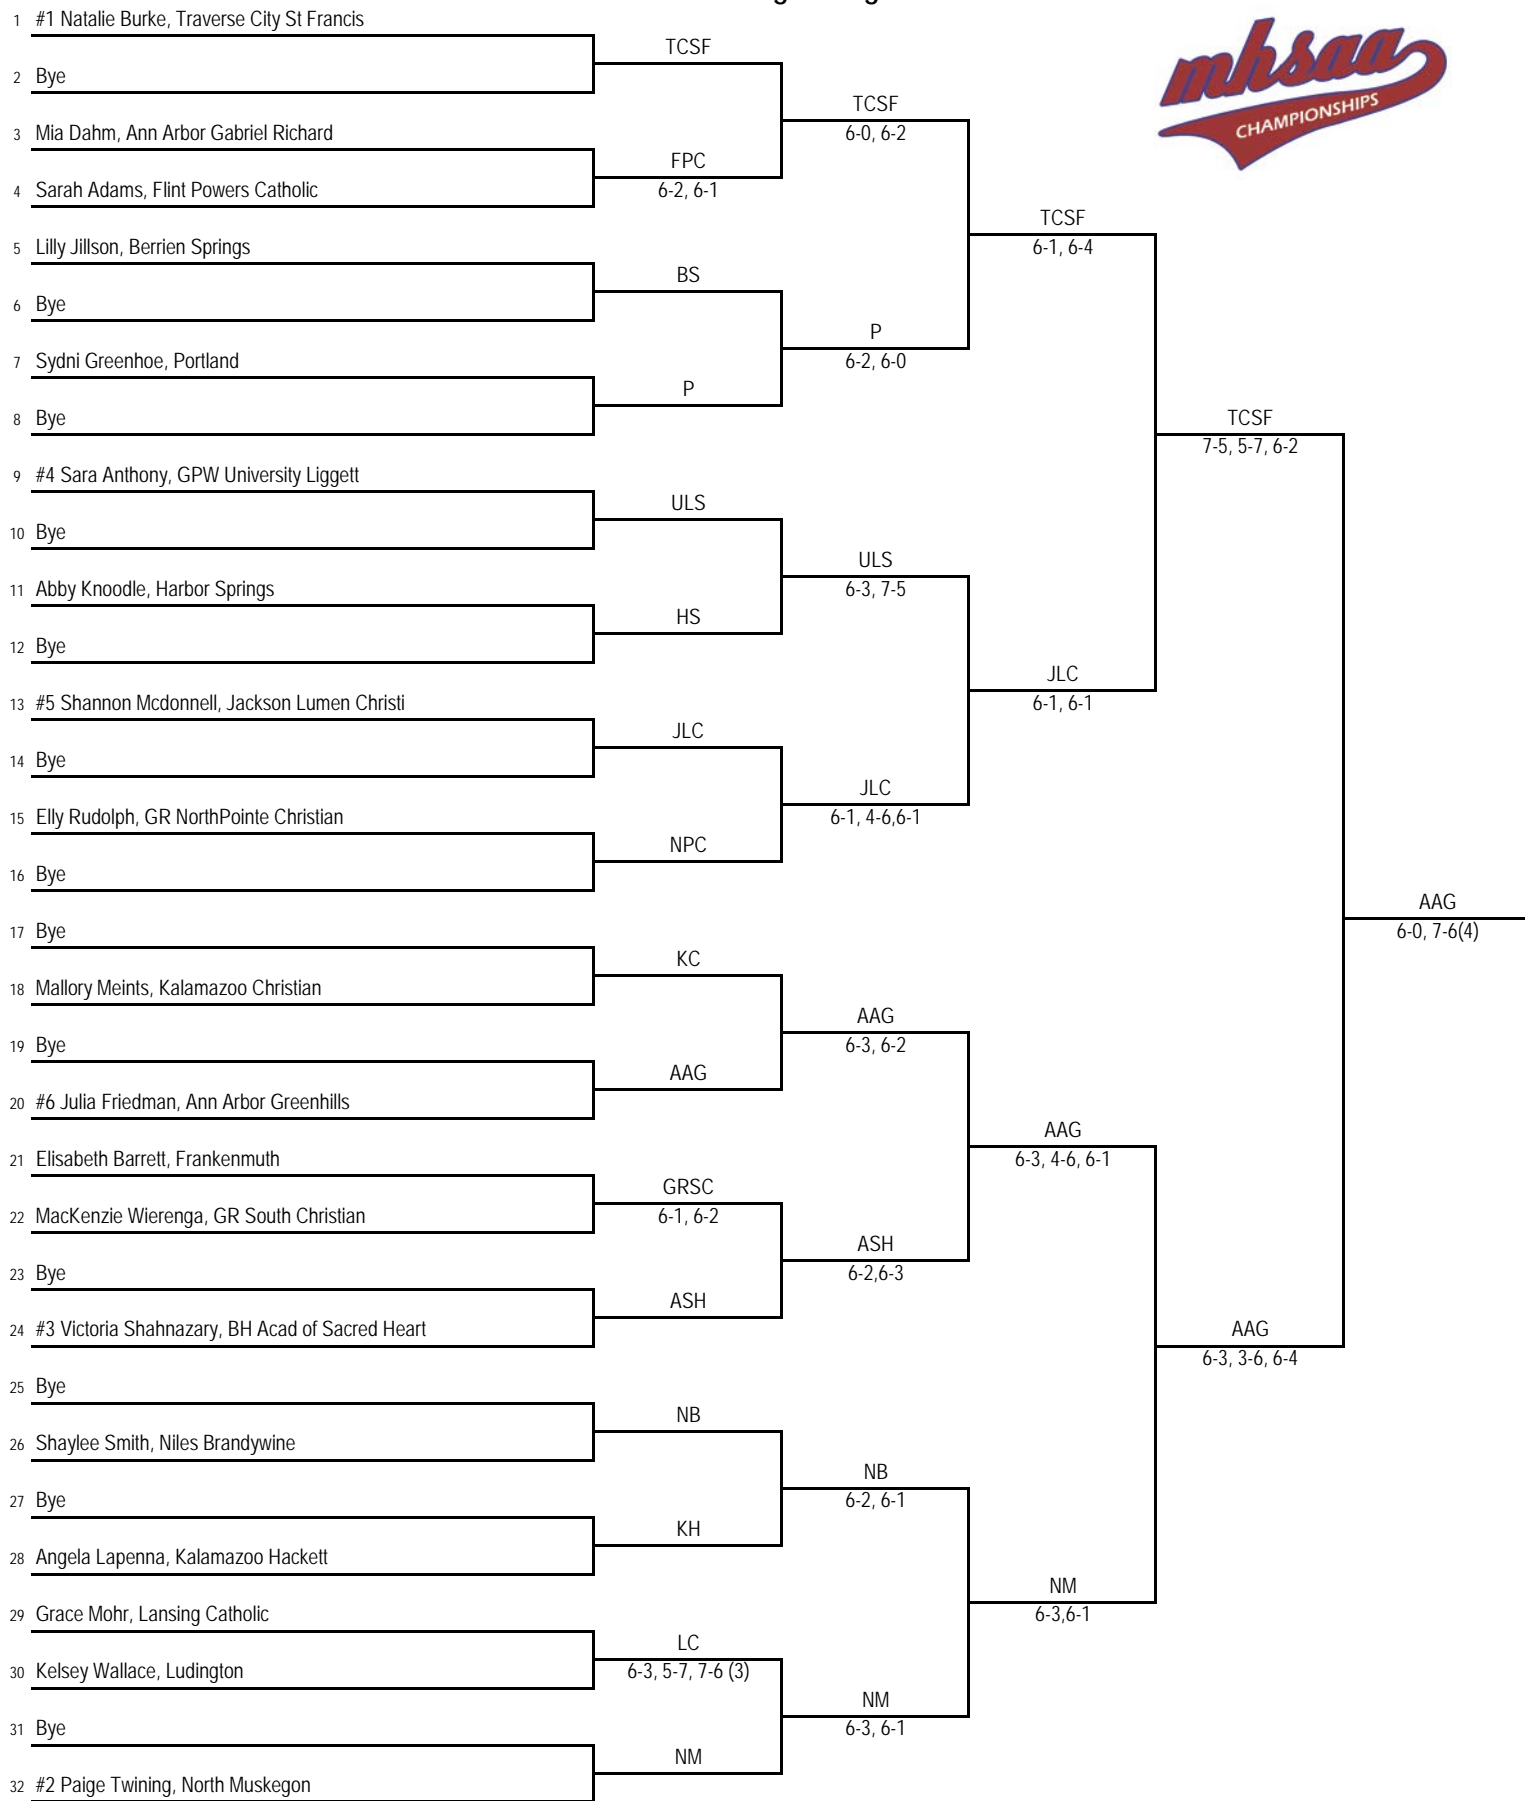 1 #1 Natalie Burke, Traverse City St Francis
TCSF
2 Bye
TCSF
6-0, 6-2
3 Mia Dahm, Ann Arbor Gabriel Richard
FPC
6-2, 6-1
4 Sarah Adams, Flint Powers Catholic
TCSF
6-1, 6-4
5 Lilly Jillson, Berrien Springs
BS
6 Bye
P
6-2, 6-0
7 Sydni Greenhoe, Portland
P
8 Bye
TCSF
7-5, 5-7, 6-2
9 #4 Sara Anthony, GPW University Liggett
ULS
10 Bye
ULS
6-3, 7-5
11 Abby Knoodle, Harbor Springs
HS
12 Bye
JLC
6-1, 6-1
13 #5 Shannon Mcdonnell, Jackson Lumen Christi
JLC
14 Bye
JLC
6-1, 4-6,6-1
15 Elly Rudolph, GR NorthPointe Christian
NPC
16 Bye
AAG
6-0, 7-6(4)
17 Bye
KC
18 Mallory Meints, Kalamazoo Christian
AAG
6-3, 6-2
19 Bye
AAG
20 #6 Julia Friedman, Ann Arbor Greenhills
AAG
6-3, 4-6, 6-1
21 Elisabeth Barrett, Frankenmuth
GRSC
6-1, 6-2
22 MacKenzie Wierenga, GR South Christian
ASH
6-2,6-3
23 Bye
ASH
24 #3 Victoria Shahnazary, BH Acad of Sacred Heart
AAG
6-3, 3-6, 6-4
25 Bye
NB
26 Shaylee Smith, Niles Brandywine
NB
6-2, 6-1
27 Bye
KH
28 Angela Lapenna, Kalamazoo Hackett
NM
6-3,6-1
29 Grace Mohr, Lansing Catholic
LC
6-3, 5-7, 7-6 (3)
30 Kelsey Wallace, Ludington
NM
6-3, 6-1
31 Bye
NM
32 #2 Paige Twining, North Muskegon
mhsaa
CHAMPIONSHIPS